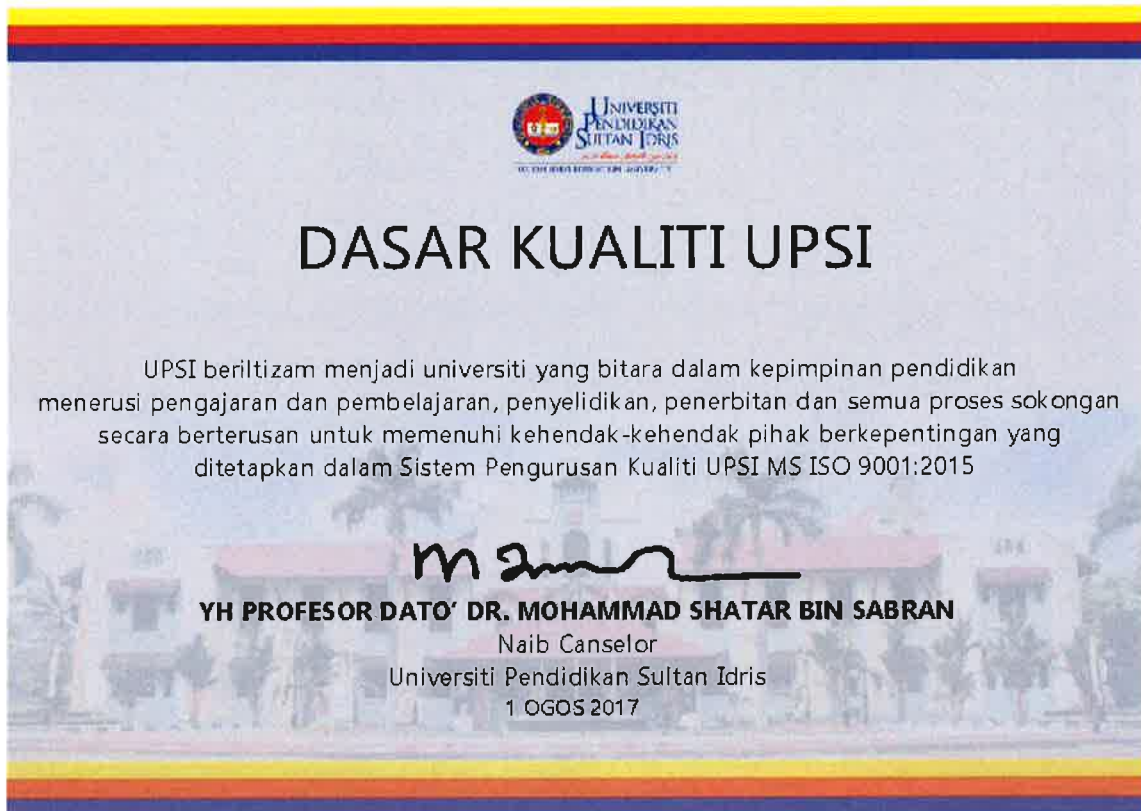 UNIVERSITI
PENDIDIKAN
SULTAN IDRIS
DASAR KUALITI UPSI
UPSI beriltizam menjadi universiti yang bitara dalam kepimpinan pendidikan
menerusi pengajaran dan pembelajaran, penyelidikan, penerbitan dan semua proses sokongan
secara berterusan untuk memenuhi kehendak-kehendak pihak berkepentingan yang
ditetapkan dalam Sistem Pengurusan Kualiti UPSI MS ISO 9001:2015
YH PROFESOR DATO' DR. MOHAMMAD SHATAR BIN SABRAN
Naib Canselor
Universiti Pendidikan Sultan Idris
1 OGOS 2017